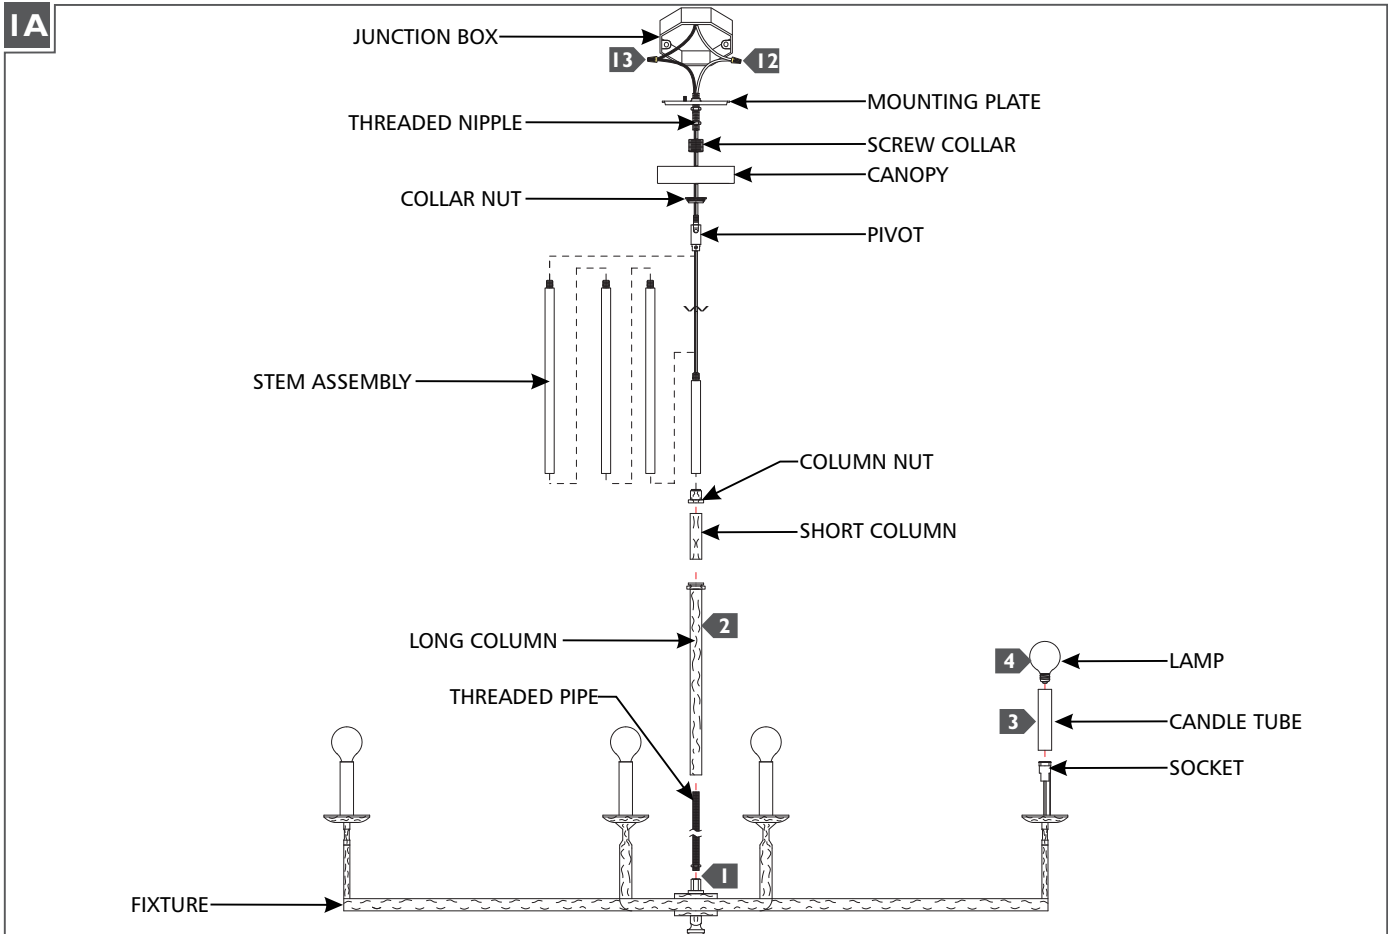 1A
JUNCTION BOX
13
12
MOUNTING PLATE
THREADED NIPPLE
SCREW COLLAR
CANOPY
COLLAR NUT
PIVOT
STEM ASSEMBLY
COLUMN NUT
SHORT COLUMN
2
LONG COLUMN
4
LAMP
THREADED PIPE
3
CANDLE TUBE
SOCKET
1
FIXTURE